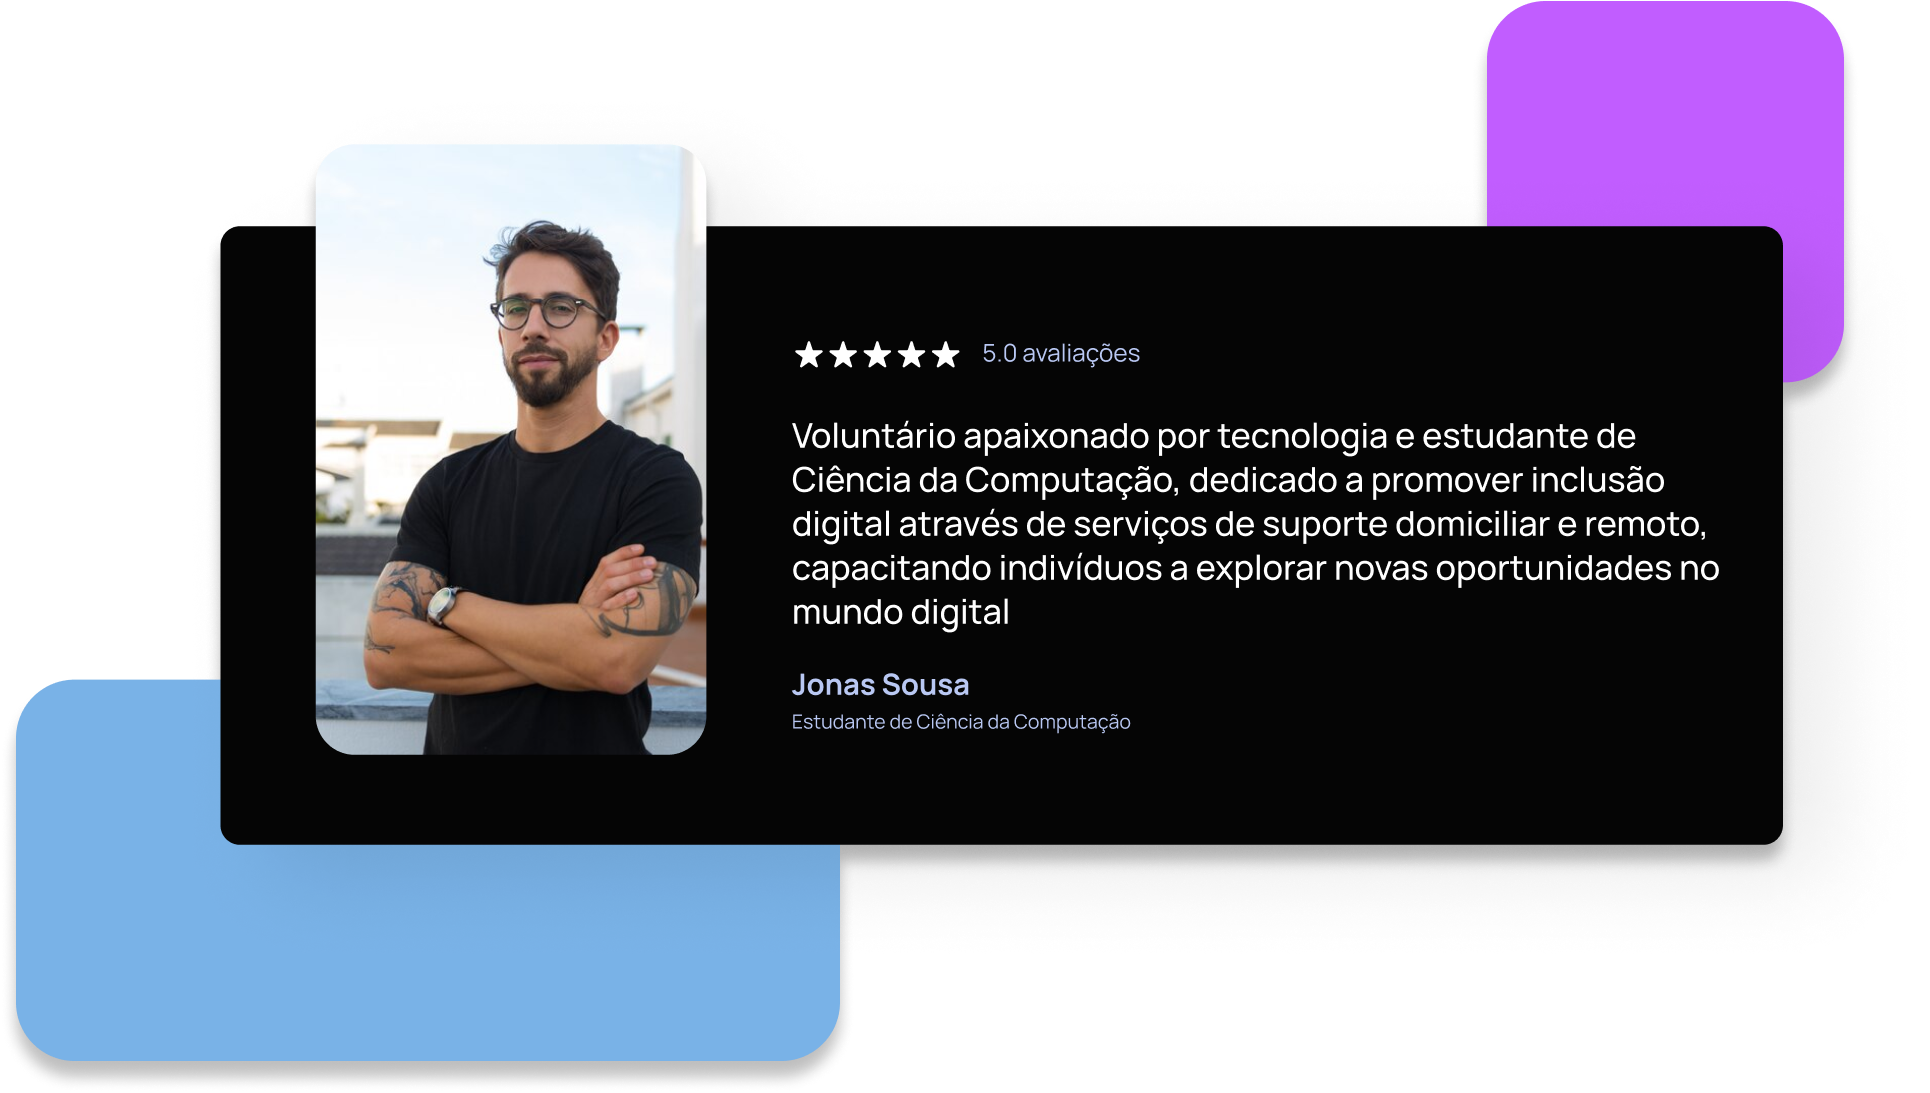 5.0 avaliações
Voluntário apaixonado por tecnologia e estudante de
Ciência da Computação, dedicado a promover inclusão
digital através de serviços de suporte domiciliar e remoto,
capacitando indivíduos a explorar novas oportunidades no
mundo digital
Jonas Sousa
Estudante de Ciência da Computação